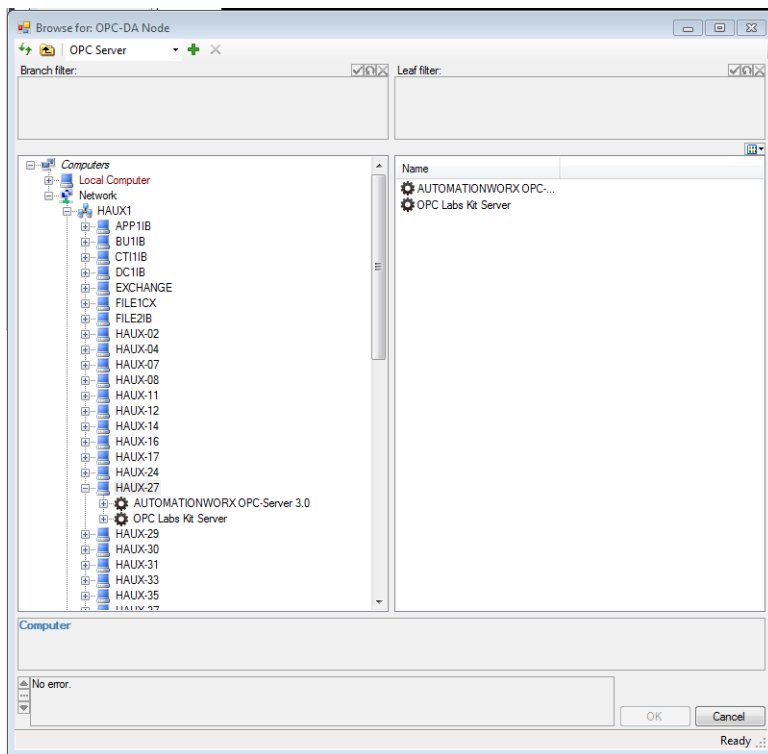 Browse for: OPC-DA Node
OPC Server
Branch filter:
Leaf filter:
Computers
Local Computer
Network
HAUX1
APP1IB
BU1IB
CTI1IB
DC1IB
EXCHANGE
FILE1CX
FILE2IB
HAUX-02
HAUX-04
HAUX-07
HAUX-08
HAUX-11
HAUX-12
HAUX-14
HAUX-16
HAUX-17
HAUX-24
HAUX-27
AUTOMATIONWORX OPC-Server 3.0
OPC Labs Kit Server
HAUX-29
HAUX-30
HAUX-31
HAUX-33
HAUX-35
HAUX-37
Name
AUTOMATIONWORX OPC-...
OPC Labs Kit Server
Computer
No error.
OK
Cancel
Ready